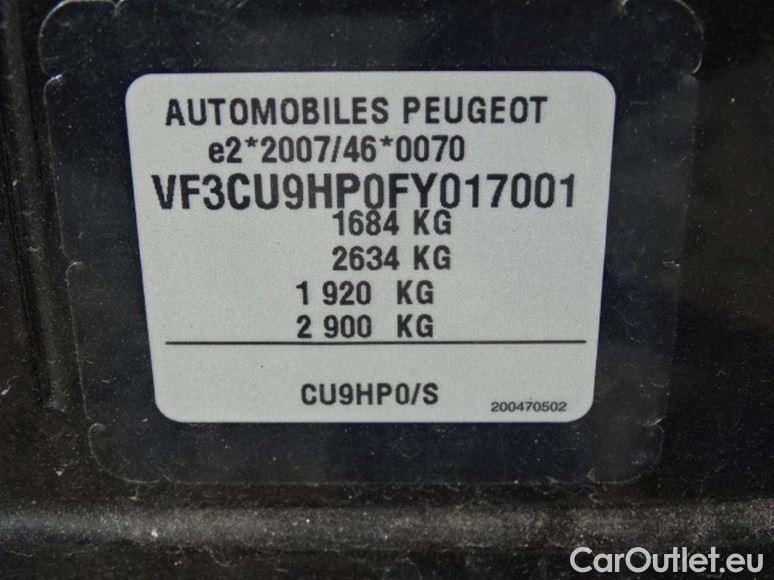 AUTOMOBILES PEUGEOT
e2*2007/46*0070
VF3CU9HP0FY017001
1684 KG
2634 KG
1 920 KG
2 900 KG
CU9HP0/S
200470502
CarOutlet.eu